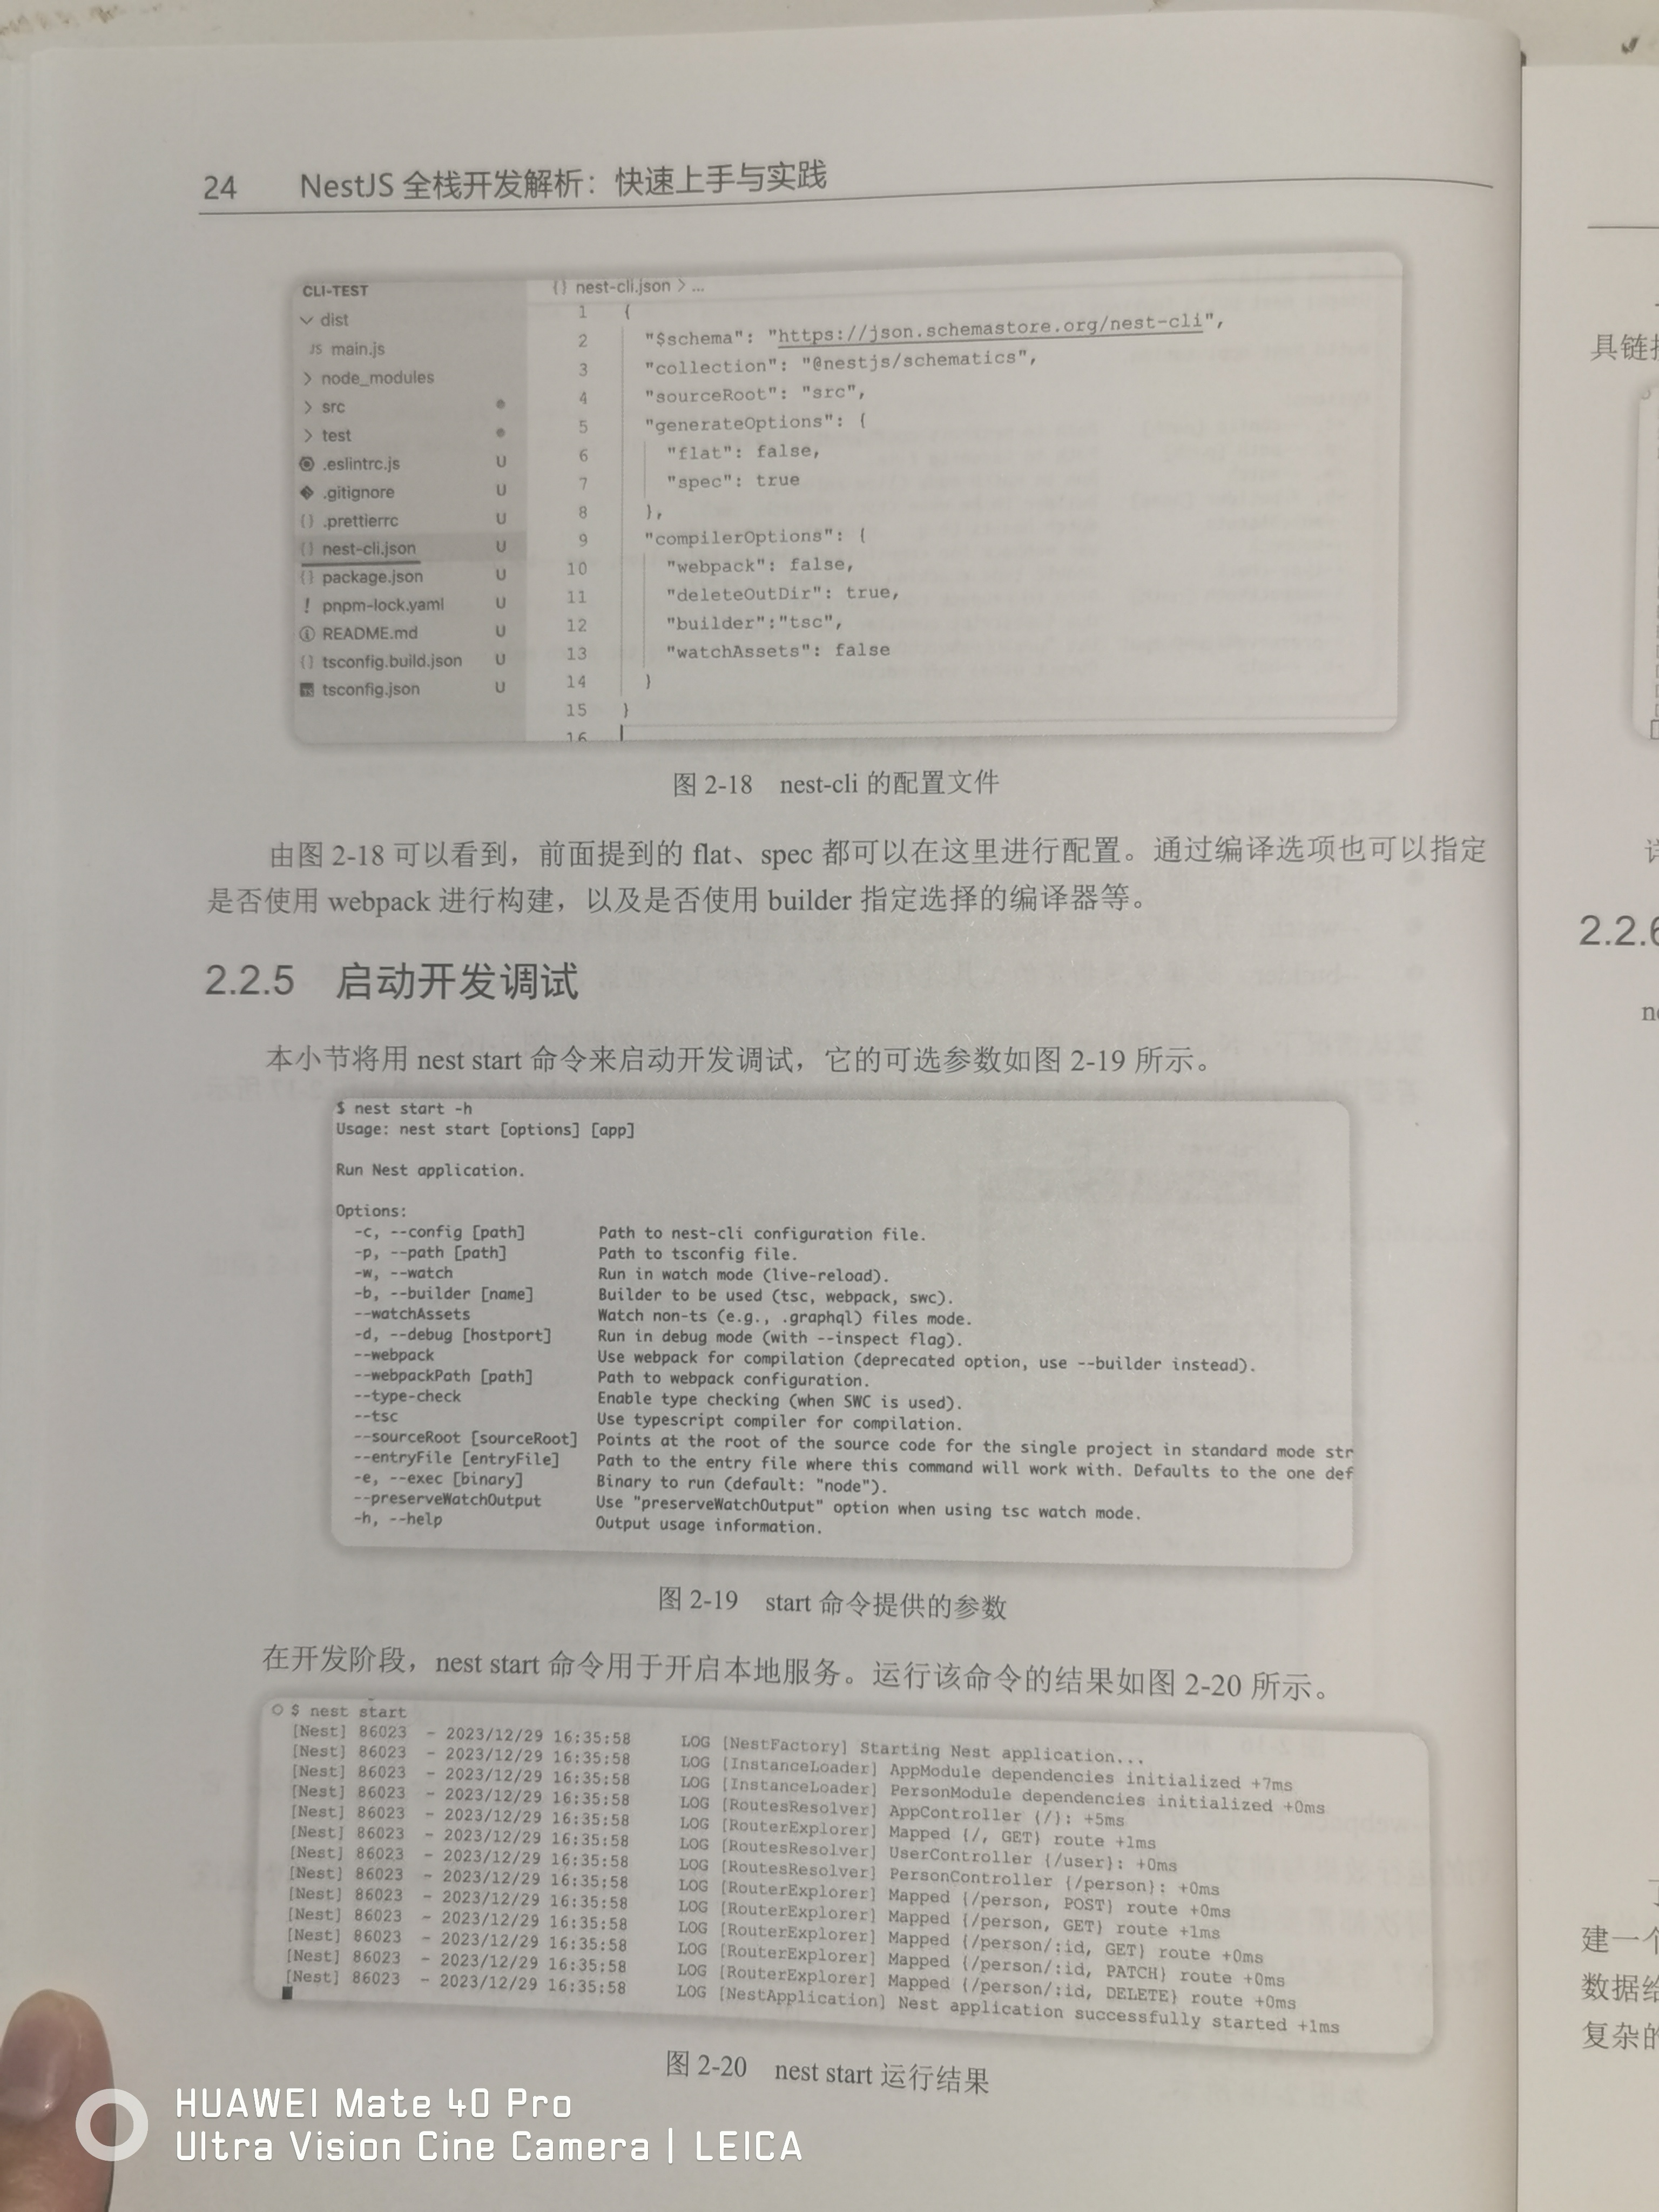 24 NestJS 全栈开发解析：快速上手与实践
CLI-TEST
dist
JS main.js
node_modules
src
test
.eslintrc.js U
.gitignore U
{} .prettierrc U
{} nest-cli.json U
{} package.json U
! pnpm-lock.yaml U
README.md U
{} tsconfig.build.json U
tsconfig.json U
{} nest-cli.json > ...
1 {
2 "$schema": "https://json.schemastore.org/nest-cli",
3 "collection": "@nestjs/schematics",
4 "sourceRoot": "src",
5 "generateOptions": {
6 "flat": false,
7 "spec": true
8 },
9 "compilerOptions": {
10 "webpack": false,
11 "deleteOutDir": true,
12 "builder":"tsc",
13 "watchAssets": false
14 }
15 }
16
图 2-18 nest-cli 的配置文件
由图 2-18 可以看到，前面提到的 flat、spec 都可以在这里进行配置。通过编译选项也可以指定
是否使用 webpack 进行构建，以及是否使用 builder 指定选择的编译器等。
2.2.5 启动开发调试
本小节将用 nest start 命令来启动开发调试，它的可选参数如图 2-19 所示。
$ nest start -h
Usage: nest start [options] [app]
Run Nest application.
Options:
-c, --config [path] Path to nest-cli configuration file.
-p, --path [path] Path to tsconfig file.
-w, --watch Run in watch mode (live-reload).
-b, --builder [name] Builder to be used (tsc, webpack, swc).
--watchAssets Watch non-ts (e.g., .graphql) files mode.
-d, --debug [hostport] Run in debug mode (with --inspect flag).
--webpack Use webpack for compilation (deprecated option, use --builder instead).
--webpackPath [path] Path to webpack configuration.
--type-check Enable type checking (when SWC is used).
--tsc Use typescript compiler for compilation.
--sourceRoot [sourceRoot] Points at the root of the source code for the single project in standard mode str
--entryFile [entryFile] Path to the entry file where this command will work with. Defaults to the one def
-e, --exec [binary] Binary to run (default: "node").
--preserveWatchOutput Use "preserveWatchOutput" option when using tsc watch mode.
-h, --help Output usage information.
图 2-19 start 命令提供的参数
在开发阶段，nest start 命令用于开启本地服务。运行该命令的结果如图 2-20 所示。
$ nest start
[Nest] 86023 - 2023/12/29 16:35:58 LOG [NestFactory] Starting Nest application...
[Nest] 86023 - 2023/12/29 16:35:58 LOG [InstanceLoader] AppModule dependencies initialized +7ms
[Nest] 86023 - 2023/12/29 16:35:58 LOG [InstanceLoader] PersonModule dependencies initialized +0ms
[Nest] 86023 - 2023/12/29 16:35:58 LOG [RoutesResolver] AppController {/}: +5ms
[Nest] 86023 - 2023/12/29 16:35:58 LOG [RouterExplorer] Mapped {/, GET} route +1ms
[Nest] 86023 - 2023/12/29 16:35:58 LOG [RoutesResolver] UserController {/user}: +0ms
[Nest] 86023 - 2023/12/29 16:35:58 LOG [RoutesResolver] PersonController {/person}: +0ms
[Nest] 86023 - 2023/12/29 16:35:58 LOG [RouterExplorer] Mapped {/person, POST} route +0ms
[Nest] 86023 - 2023/12/29 16:35:58 LOG [RouterExplorer] Mapped {/person, GET} route +1ms
[Nest] 86023 - 2023/12/29 16:35:58 LOG [RouterExplorer] Mapped {/person/:id, GET} route +0ms
[Nest] 86023 - 2023/12/29 16:35:58 LOG [RouterExplorer] Mapped {/person/:id, PATCH} route +0ms
[Nest] 86023 - 2023/12/29 16:35:58 LOG [RouterExplorer] Mapped {/person/:id, DELETE} route +0ms
[Nest] 86023 - 2023/12/29 16:35:58 LOG [NestApplication] Nest application successfully started +1ms
图 2-20 nest start 运行结果
具链
2.2.6
建一个
数据给
复杂的
HUAWEI Mate 40 Pro
Ultra Vision Cine Camera | LEICA